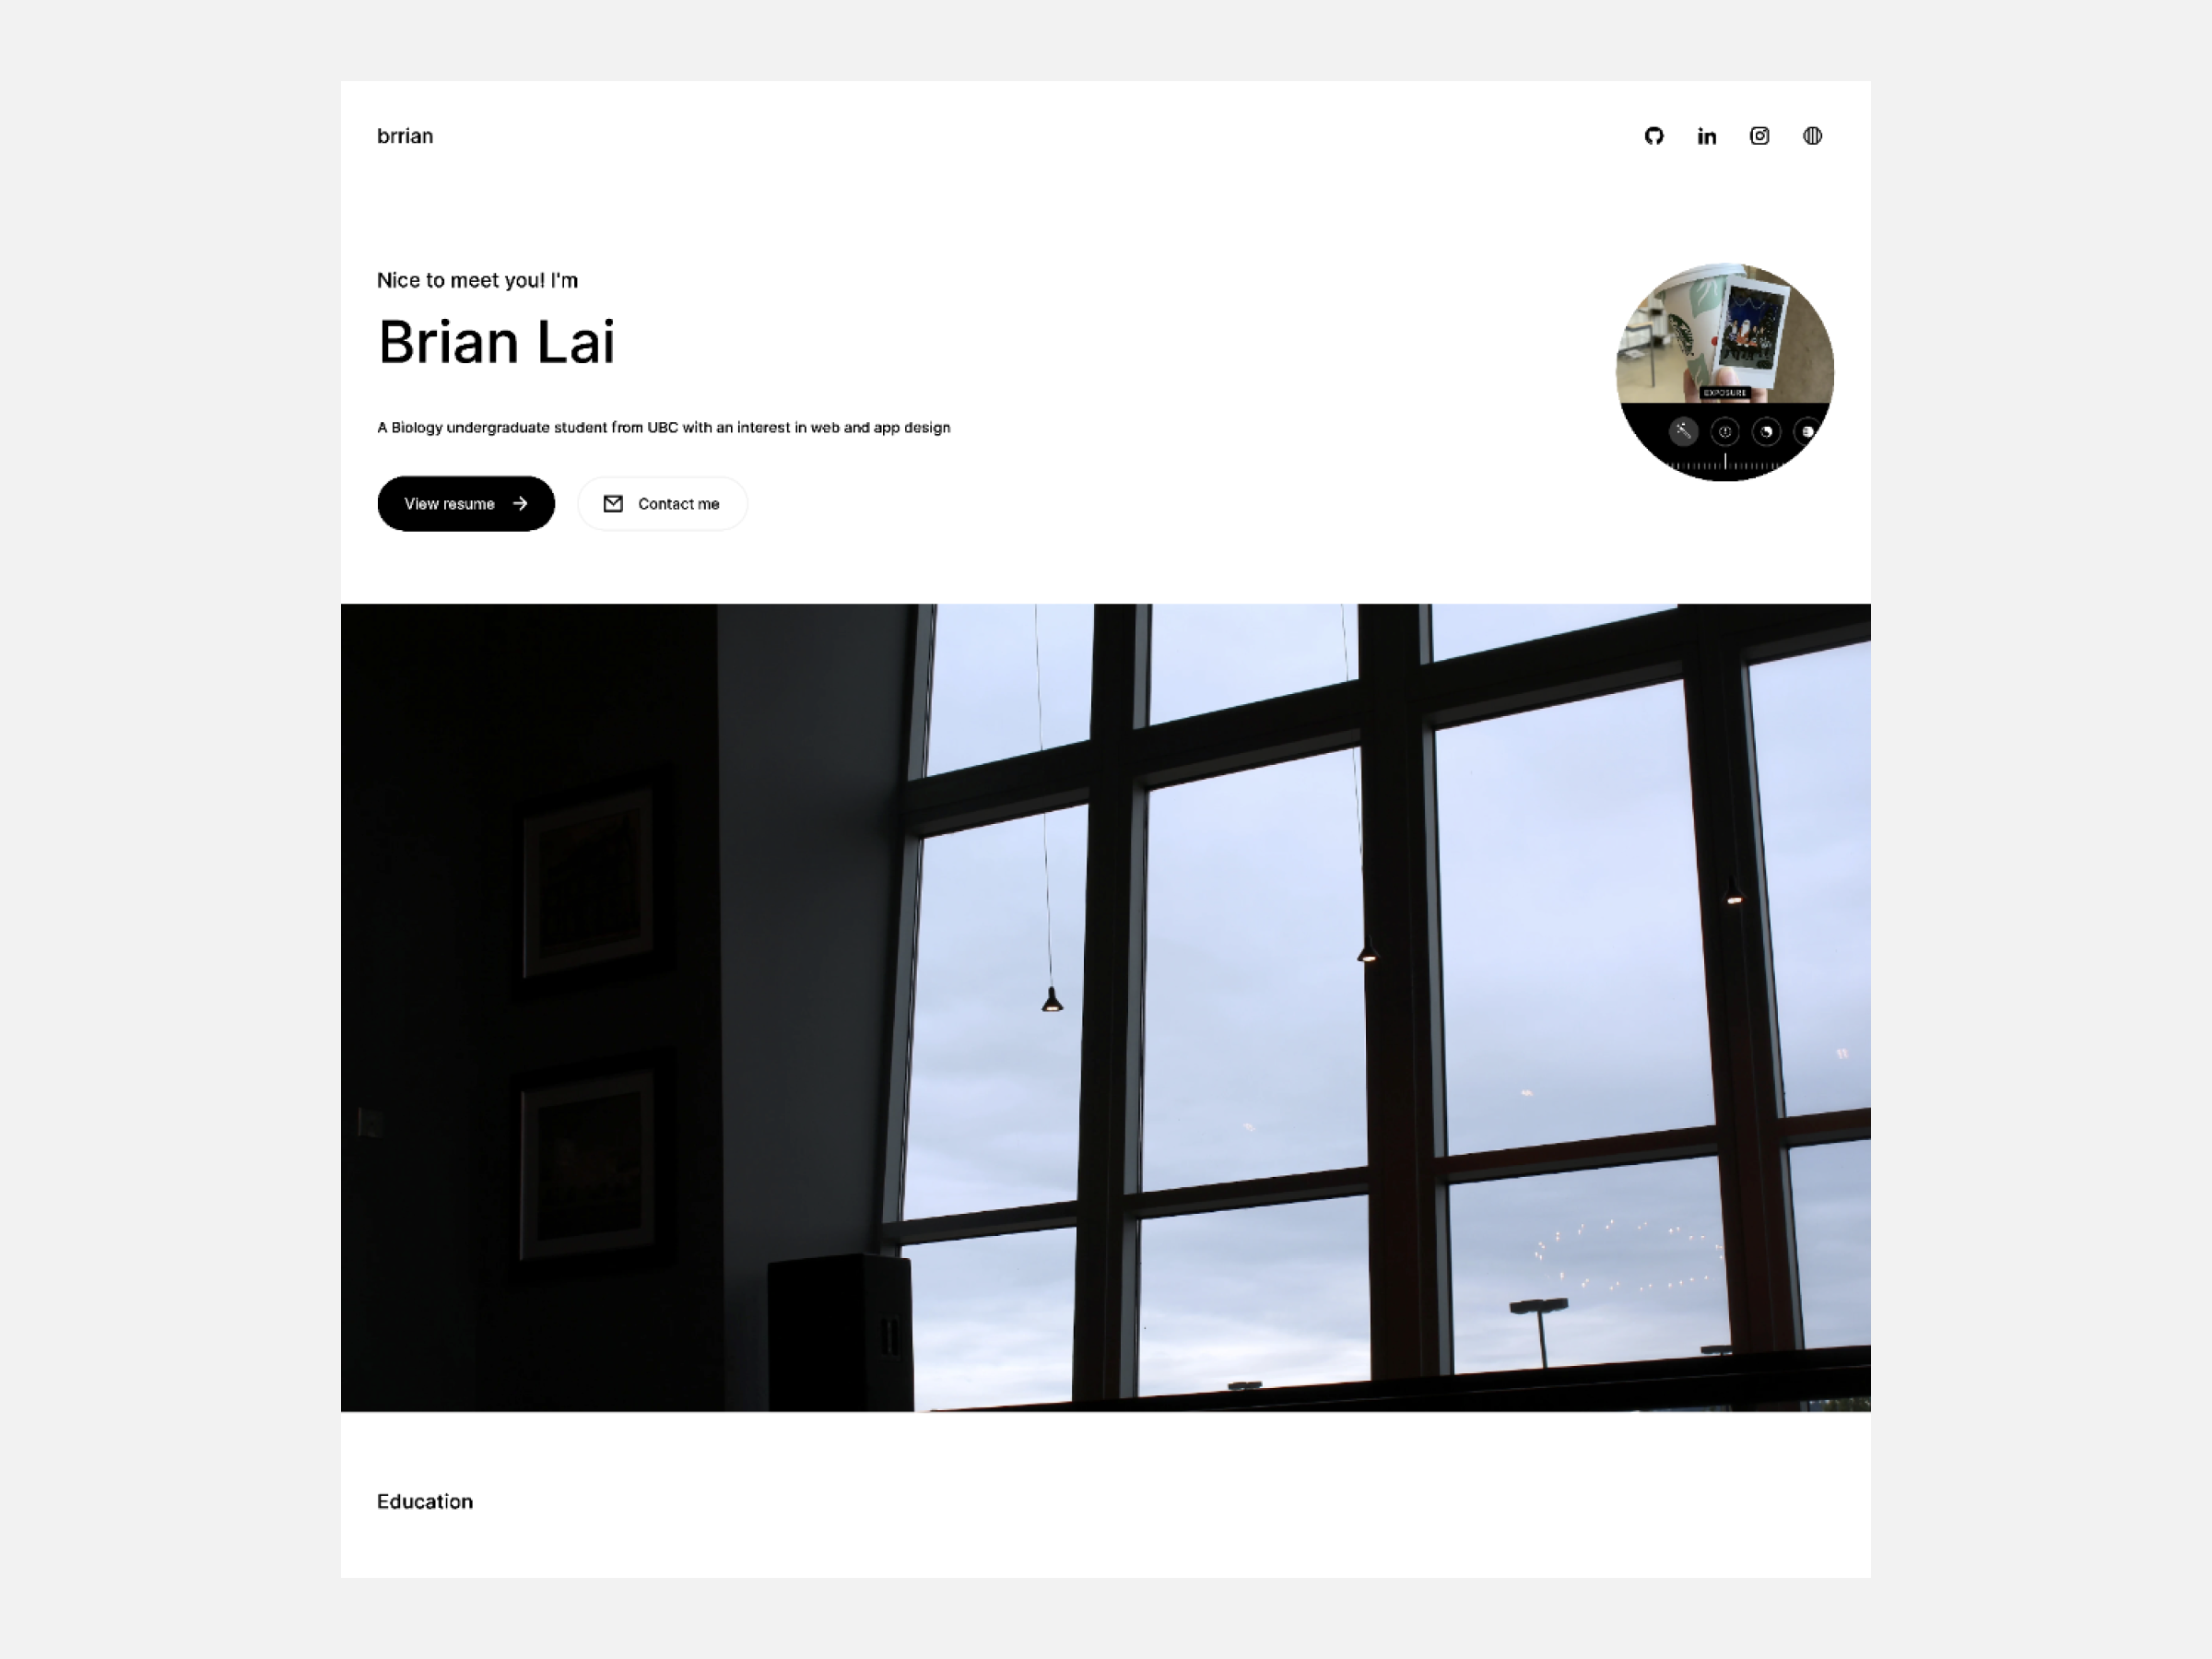 brrian
Nice to meet you! I'm
Brian Lai
A Biology undergraduate student from UBC with an interest in web and app design
View resume
Contact me
EXPOSURE
Education